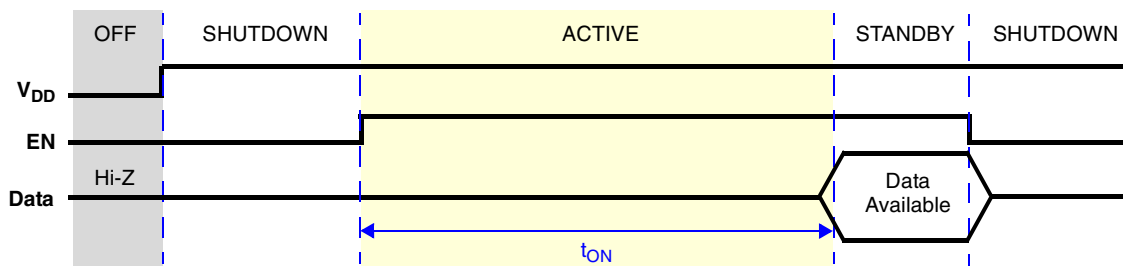 OFF SHUTDOWN ACTIVE STANDBY SHUTDOWN
VDD
EN
Hi-Z
Data
Data
Available
tON